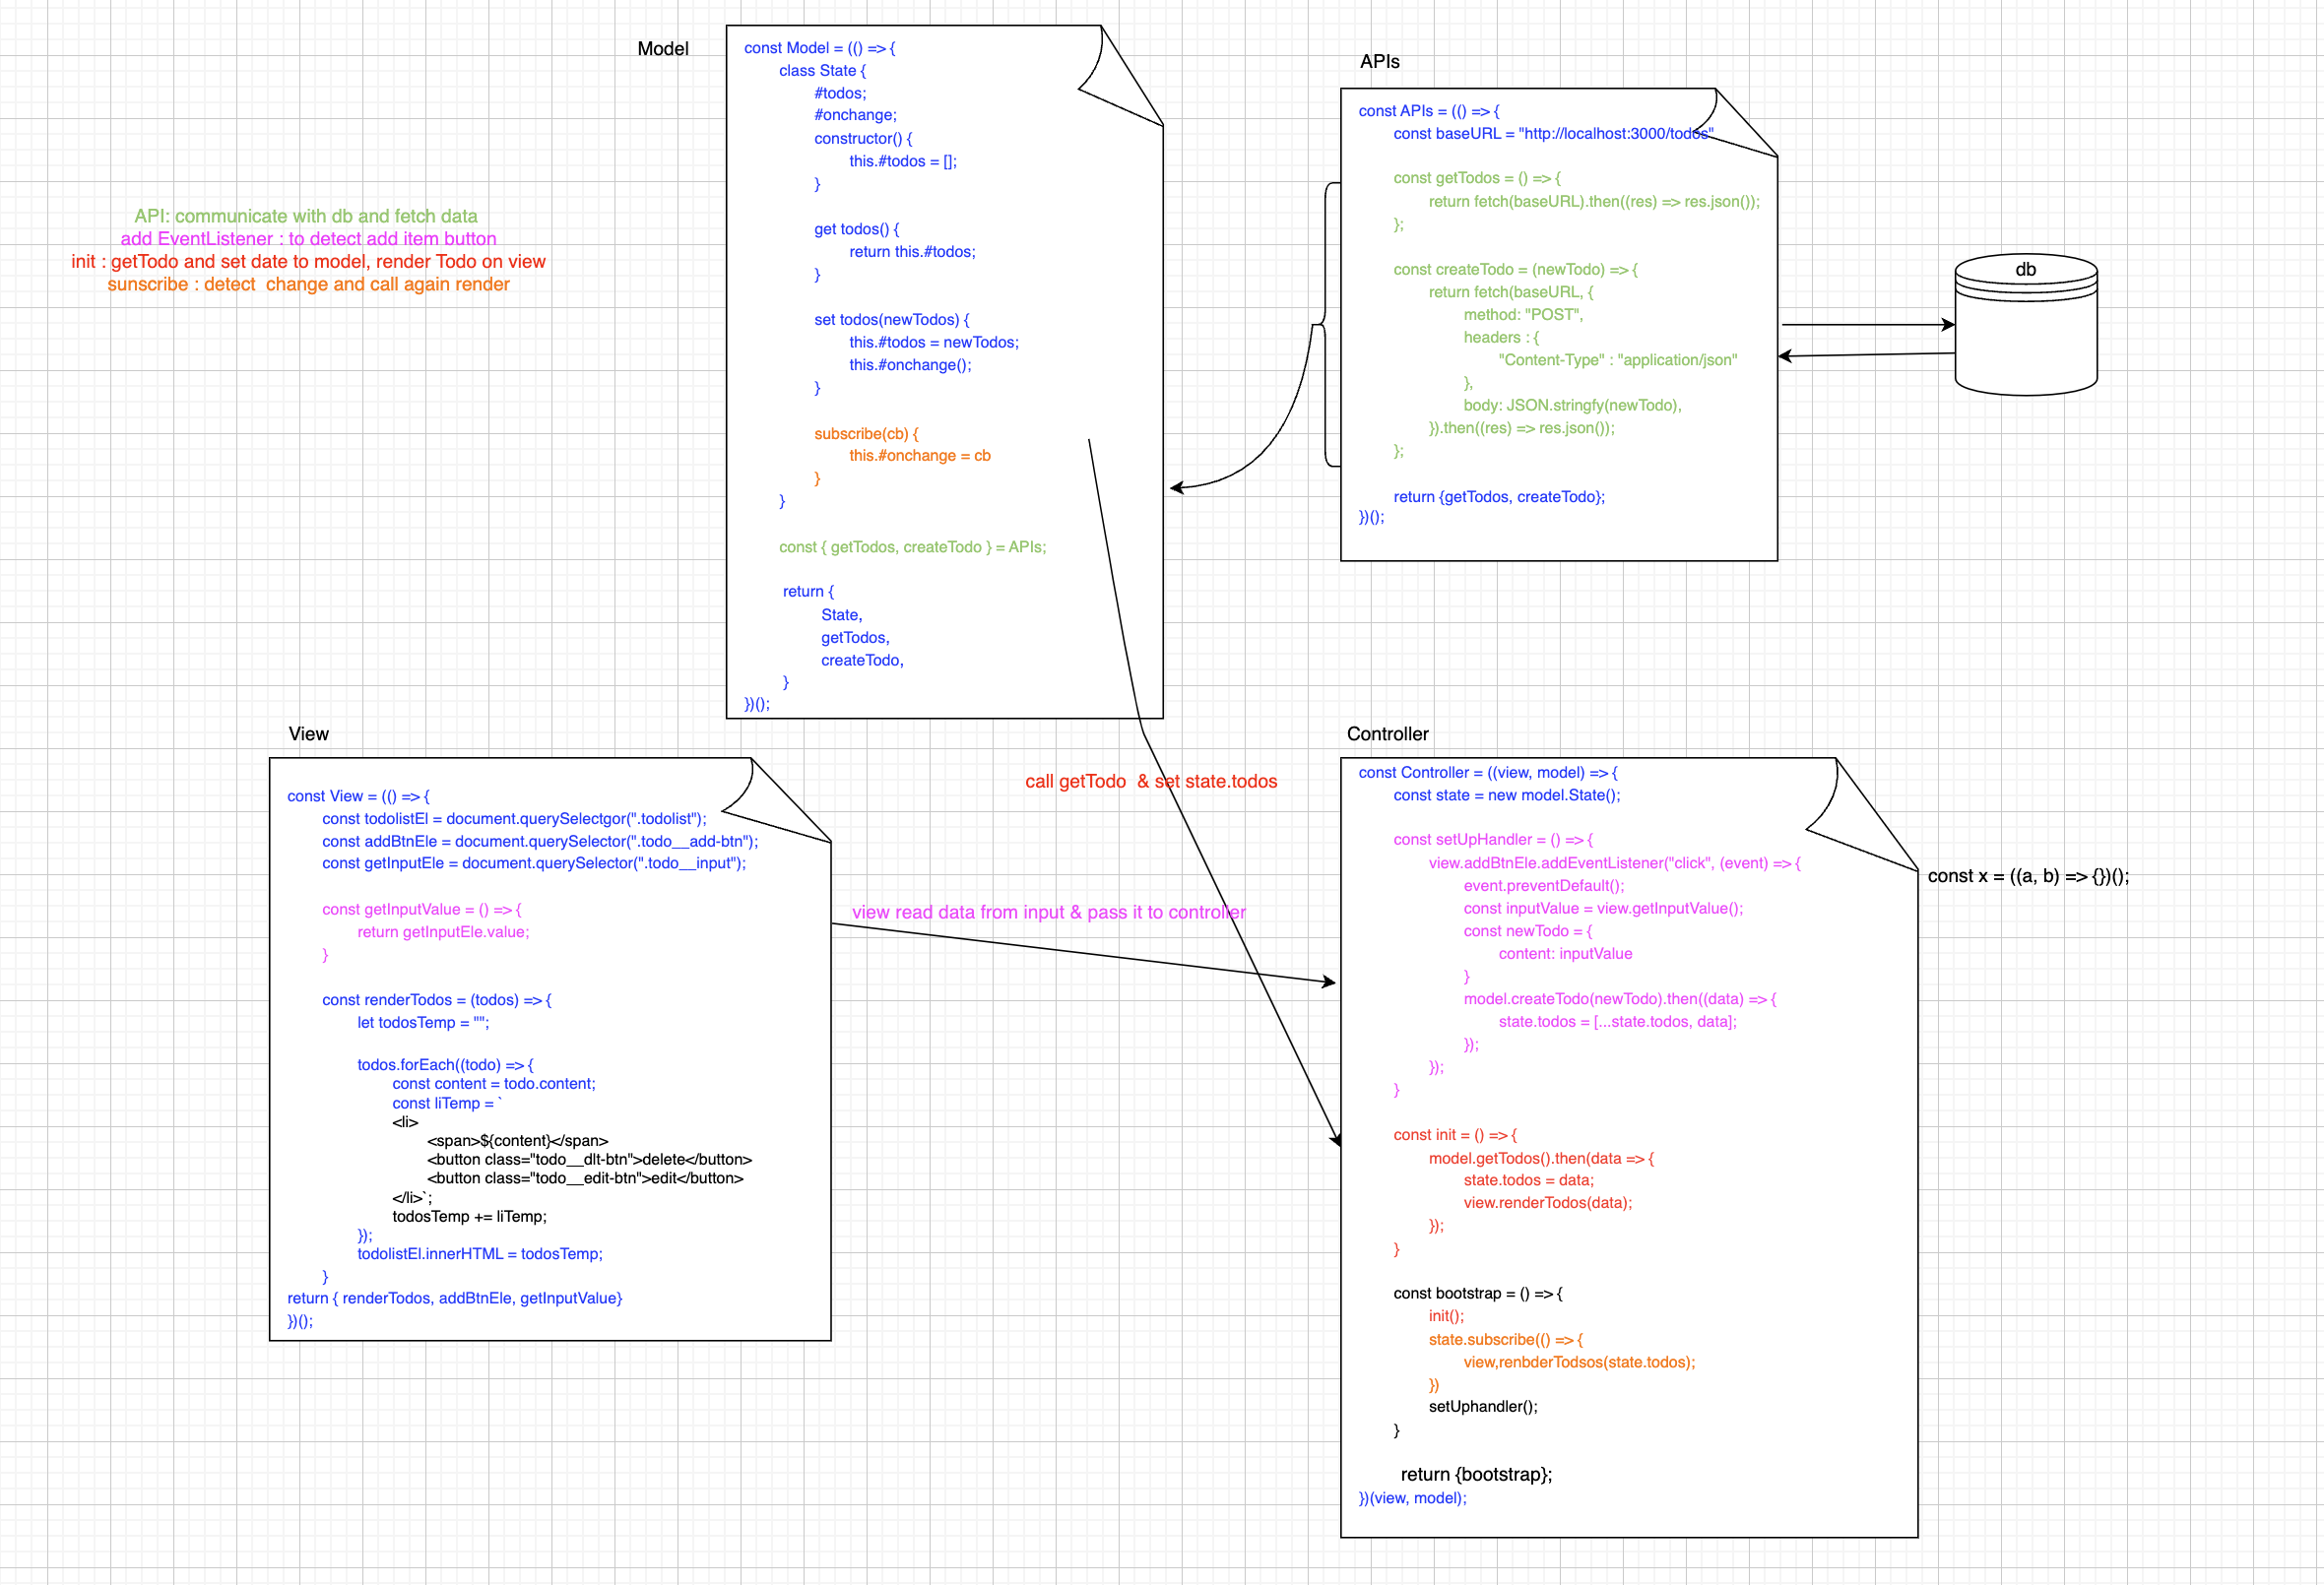 Model
const Model = (() => {
class State {
#todos;
#onchange;
constructor() {
this.#todos = [];
}
get todos() {
return this.#todos;
}
set todos(newTodos) {
this.#todos = newTodos;
this.#onchange();
}
subscribe(cb) {
this.#onchange = cb
}
}
const { getTodos, createTodo } = APIs;
return {
State,
getTodos,
createTodo,
}
})();
APIs
const APIs = (() => {
const baseURL = "http://localhost:3000/todos"
const getTodos = () => {
return fetch(baseURL).then((res) => res.json());
};
const createTodo = (newTodo) => {
return fetch(baseURL, {
method: "POST",
headers : {
"Content-Type" : "application/json"
},
body: JSON.stringfy(newTodo),
}).then((res) => res.json());
};
return {getTodos, createTodo};
})();
db
API: communicate with db and fetch data
add EventListener : to detect add item button
init : getTodo and set date to model, render Todo on view
sunscribe : detect  change and call again render
View
const View = (() => {
const todolistEl = document.querySelectgor(".todolist");
const addBtnEle = document.querySelector(".todo__add-btn");
const getInputEle = document.querySelector(".todo__input");
const getInputValue = () => {
return getInputEle.value;
}
const renderTodos = (todos) => {
let todosTemp = "";
todos.forEach((todo) => {
const content = todo.content;
const liTemp = `
<li>
<span>${content}</span>
<button class="todo__dlt-btn">delete</button>
<button class="todo__edit-btn">edit</button>
</li>`;
todosTemp += liTemp;
});
todolistEl.innerHTML = todosTemp;
}
return { renderTodos, addBtnEle, getInputValue}
})();
call getTodo  & set state.todos
view read data from input & pass it to controller
Controller
const Controller = ((view, model) => {
const state = new model.State();
const setUpHandler = () => {
view.addBtnEle.addEventListener("click", (event) => {
event.preventDefault();
const inputValue = view.getInputValue();
const newTodo = {
content: inputValue
}
model.createTodo(newTodo).then((data) => {
state.todos = [...state.todos, data];
});
});
}
const init = () => {
model.getTodos().then(data => {
state.todos = data;
view.renderTodos(data);
});
}
const bootstrap = () => {
init();
state.subscribe(() => {
view,renbderTodsos(state.todos);
})
setUphandler();
}
return {bootstrap};
})(view, model);
const x = ((a, b) => {})();